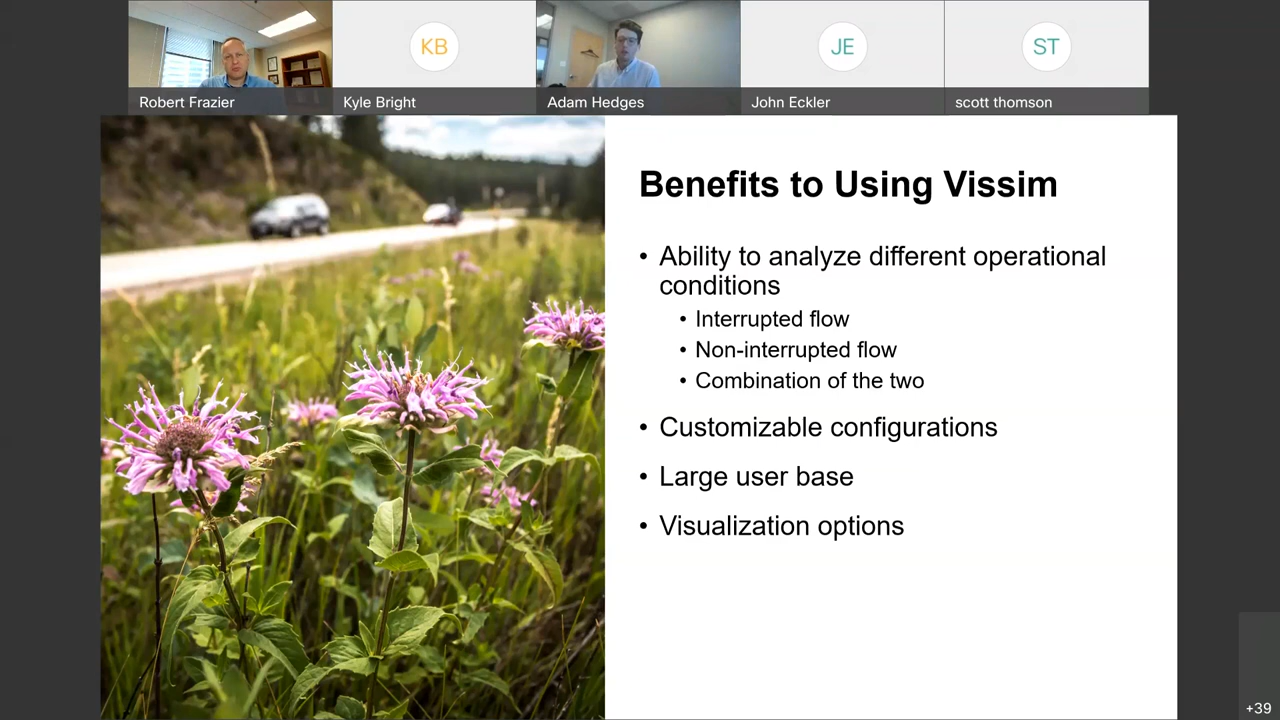 KB
JE
ST
Robert Frazier
Kyle Bright
Adam Hedges
John Eckler
scott thomson
Benefits to Using Vissim
• Ability to analyze different operational
conditions
• Interrupted flow
• Non-interrupted flow
• Combination of the two
• Customizable configurations
• Large user base
• Visualization options
+39